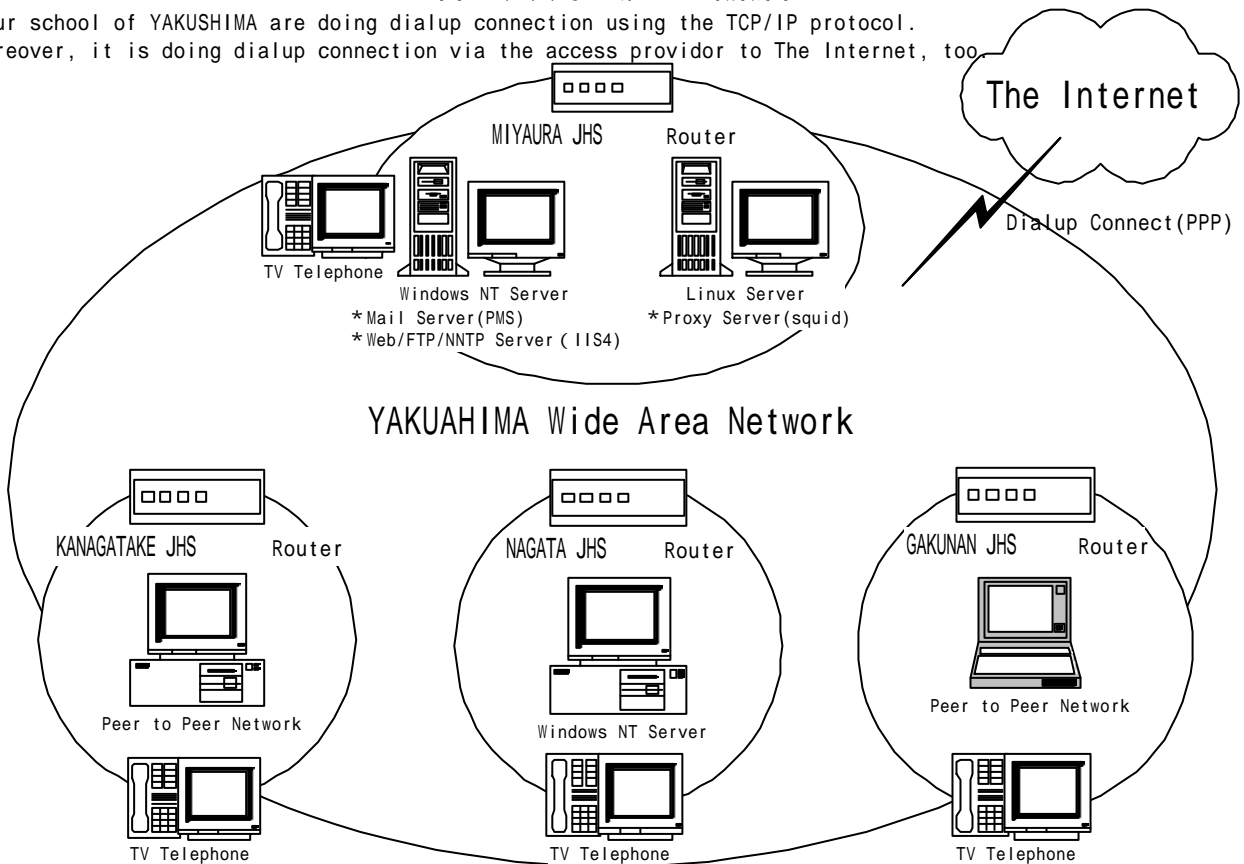 ur school of YAKUSHIMA are doing dialup connection using the TCP/IP protocol.
reover, it is doing dialup connection via the access providor to The Internet, too.
The Internet
MIYAURA JHS Router
Dialup Connect(PPP)
TV Telephone
Windows NT Server
*Mail Server(PMS)
*Web/FTP/NNTP Server(IIS4)
Linux Server
*Proxy Server(squid)
YAKUAHIMA Wide Area Network
KANAGATAKE JHS Router
NAGATA JHS Router
GAKUNAN JHS Router
Peer to Peer Network
Windows NT Server
Peer to Peer Network
TV Telephone
TV Telephone
TV Telephone